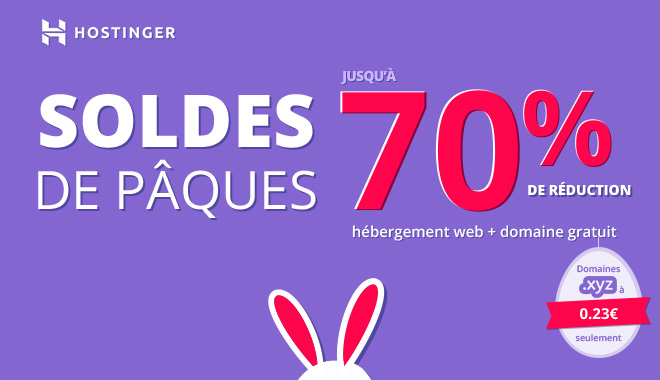 HOSTINGER
SOLDES
DE PÂQUES
JUSQU'À
70%
DE RÉDUCTION
hébergement web + domaine gratuit
Domaines
.xyz à
0.23€
seulement